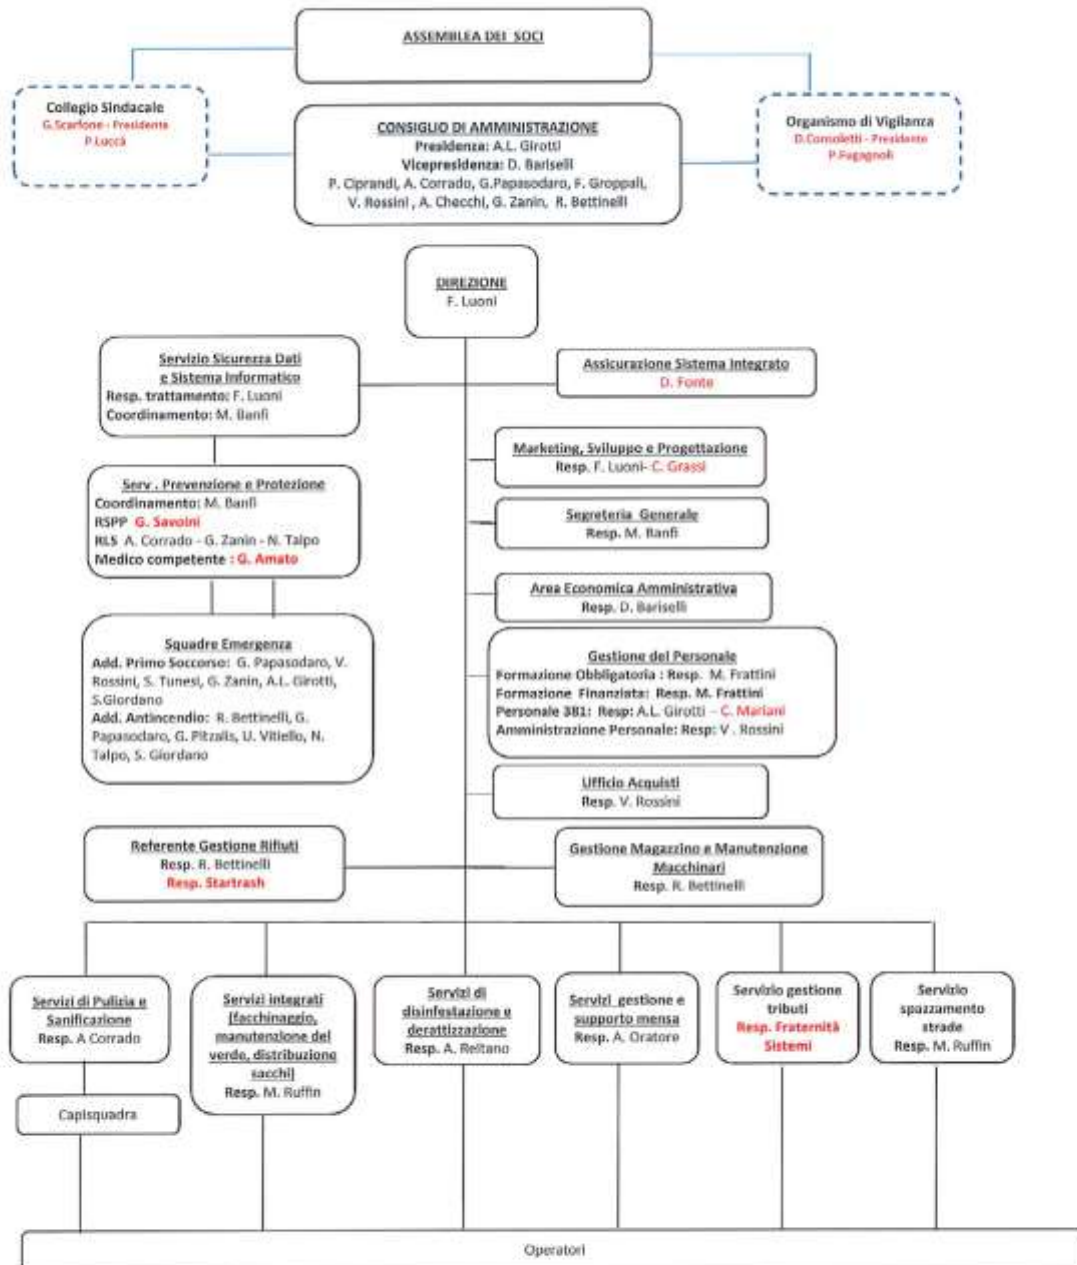 ASSEMBLEA DEI SOCI
Collegio Sindacale
G.Scarfone - Presidente
P.Luccà
CONSIGLIO DI AMMINISTRAZIONE
Presidenza: A.L. Girotti
Vicepresidenza: D. Bariselli
P. Ciprandi, A. Corrado, G.Papasodaro, F. Groppali,
V. Rossini , A. Checchi, G. Zanin, R. Bettinelli
Organismo di Vigilanza
D.Comoletti - Presidente
P.Fagagnoli
DIREZIONE
F. Luoni
Servizio Sicurezza Dati
e Sistema Informatico
Resp. trattamento: F. Luoni
Coordinamento: M. Banfi
Assicurazione Sistema Integrato
D. Fonte
Marketing, Sviluppo e Progettazione
Resp. F. Luoni- C. Grassi
Serv . Prevenzione e Protezione
Coordinamento: M. Banfi
RSPP G. Savoini
RLS A. Corrado - G. Zanin - N. Talpo
Medico competente : G. Amato
Segreteria Generale
Resp. M. Banfi
Area Economica Amministrativa
Resp. D. Bariselli
Squadre Emergenza
Add. Primo Soccorso: G. Papasodaro, V.
Rossini, S. Tunesi, G. Zanin, A.L. Girotti,
S.Giordano
Add. Antincendio: R. Bettinelli, G.
Papasodaro, G. Pitzalis, U. Vitiello, N.
Talpo, S. Giordano
Gestione del Personale
Formazione Obbligatoria : Resp. M. Frattini
Formazione Finanziata: Resp. M. Frattini
Personale 381: Resp: A.L. Girotti – C. Mariani
Amministrazione Personale: Resp: V . Rossini
Ufficio Acquisti
Resp. V. Rossini
Referente Gestione Rifiuti
Resp. R. Bettinelli
Resp. Startrash
Gestione Magazzino e Manutenzione
Macchinari
Resp. R. Bettinelli
Servizi di Pulizia e
Sanificazione
Resp. A Corrado
Servizi integrati
(facchinaggio,
manutenzione del
verde, distribuzione
sacchi)
Resp. M. Ruffin
Servizi di
disinfestazione e
derattizzazione
Resp. A. Reitano
Servizi gestione e
supporto mensa
Resp. A. Oratore
Servizio gestione
tributi
Resp. Fraternità
Sistemi
Servizio
spazzamento
strade
Resp. M. Ruffin
Capisquadra
Operatori